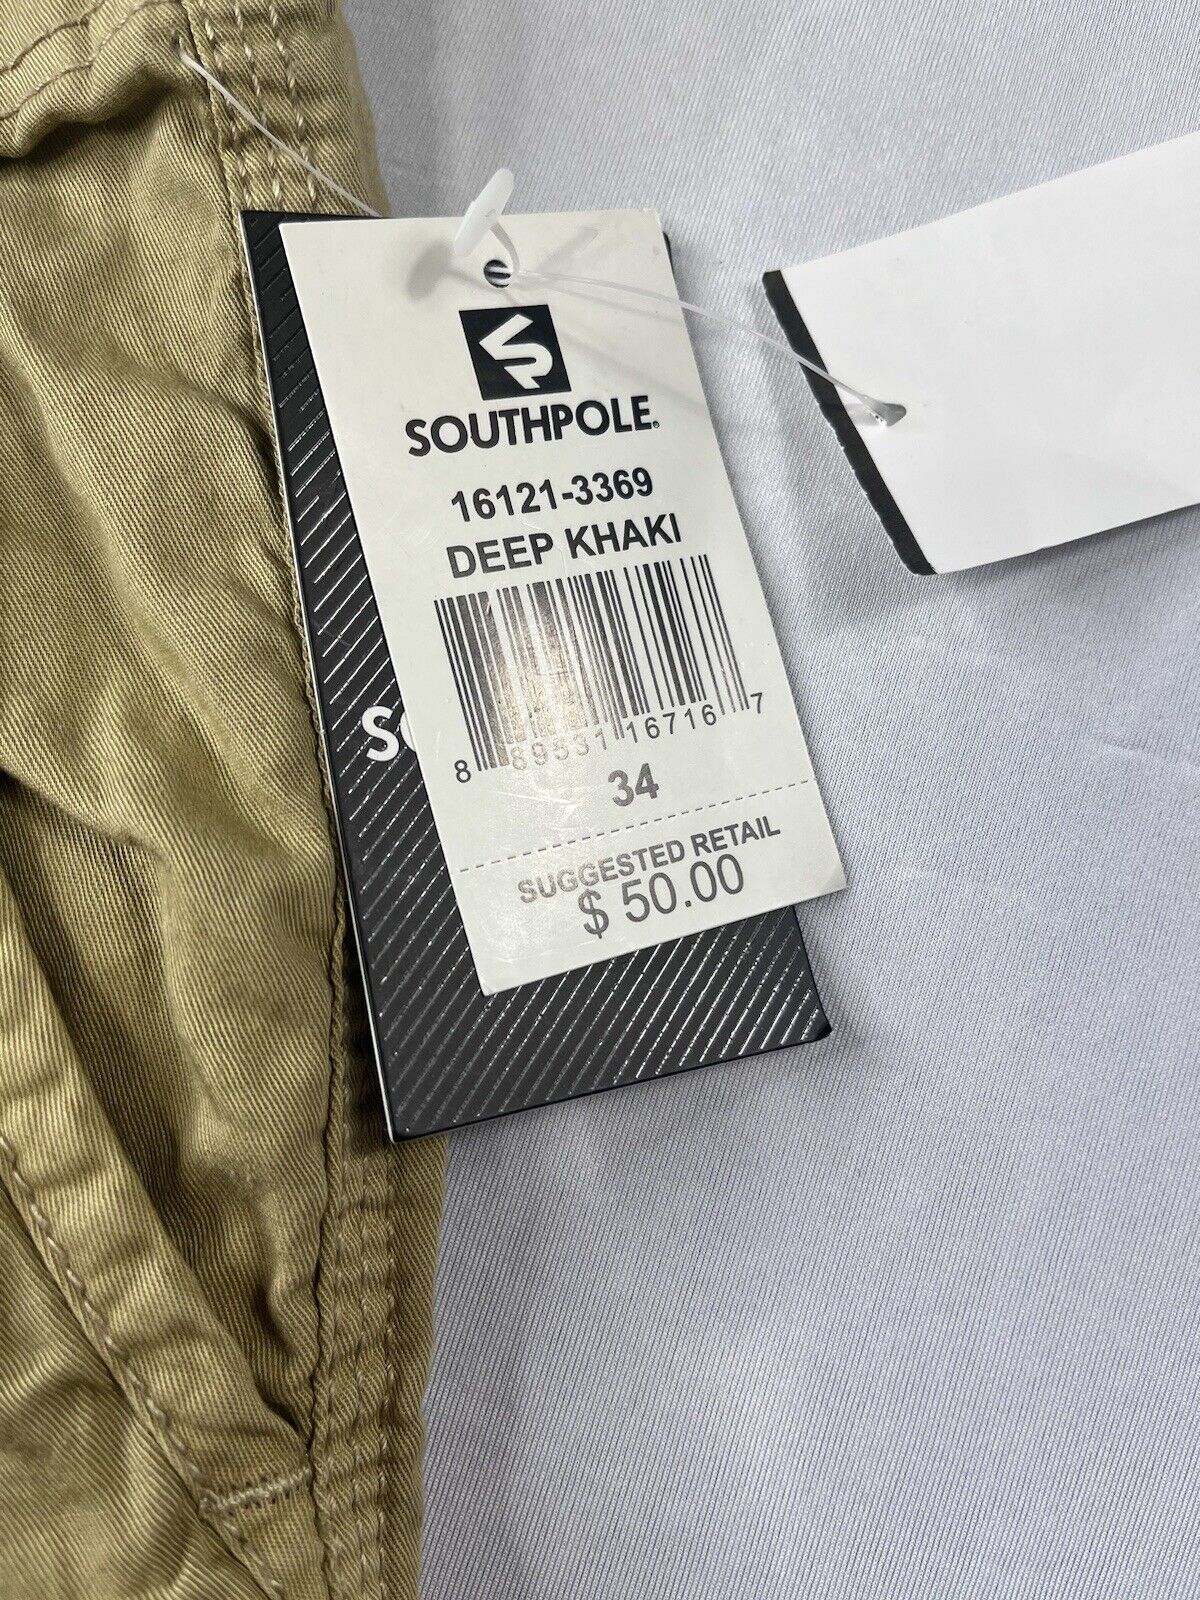 SOUTHPOLE®
16121-3369
DEEP KHAKI
8 89531 16716 7
34
SUGGESTED RETAIL
$ 50.00